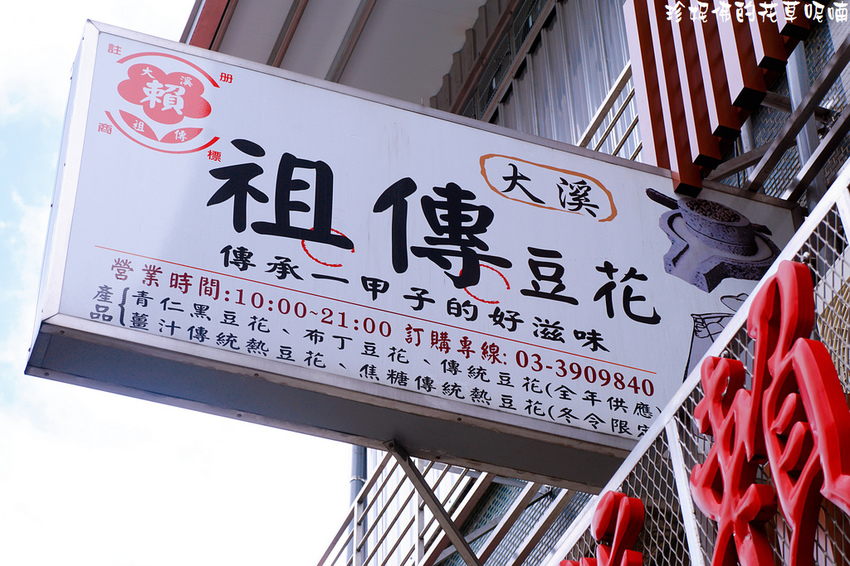 珍妮佛的花草呢喃
註冊
商標
大溪
賴
祖傳
大溪
祖傳豆花
傳承一甲子的好滋味
營業時間:10:00~21:00 訂購專線: 03-3909840
產品{青仁黑豆花、布丁豆花、傳統豆花(全年供應)
薑汁傳統熱豆花、焦糖傳統熱豆花(冬令限定